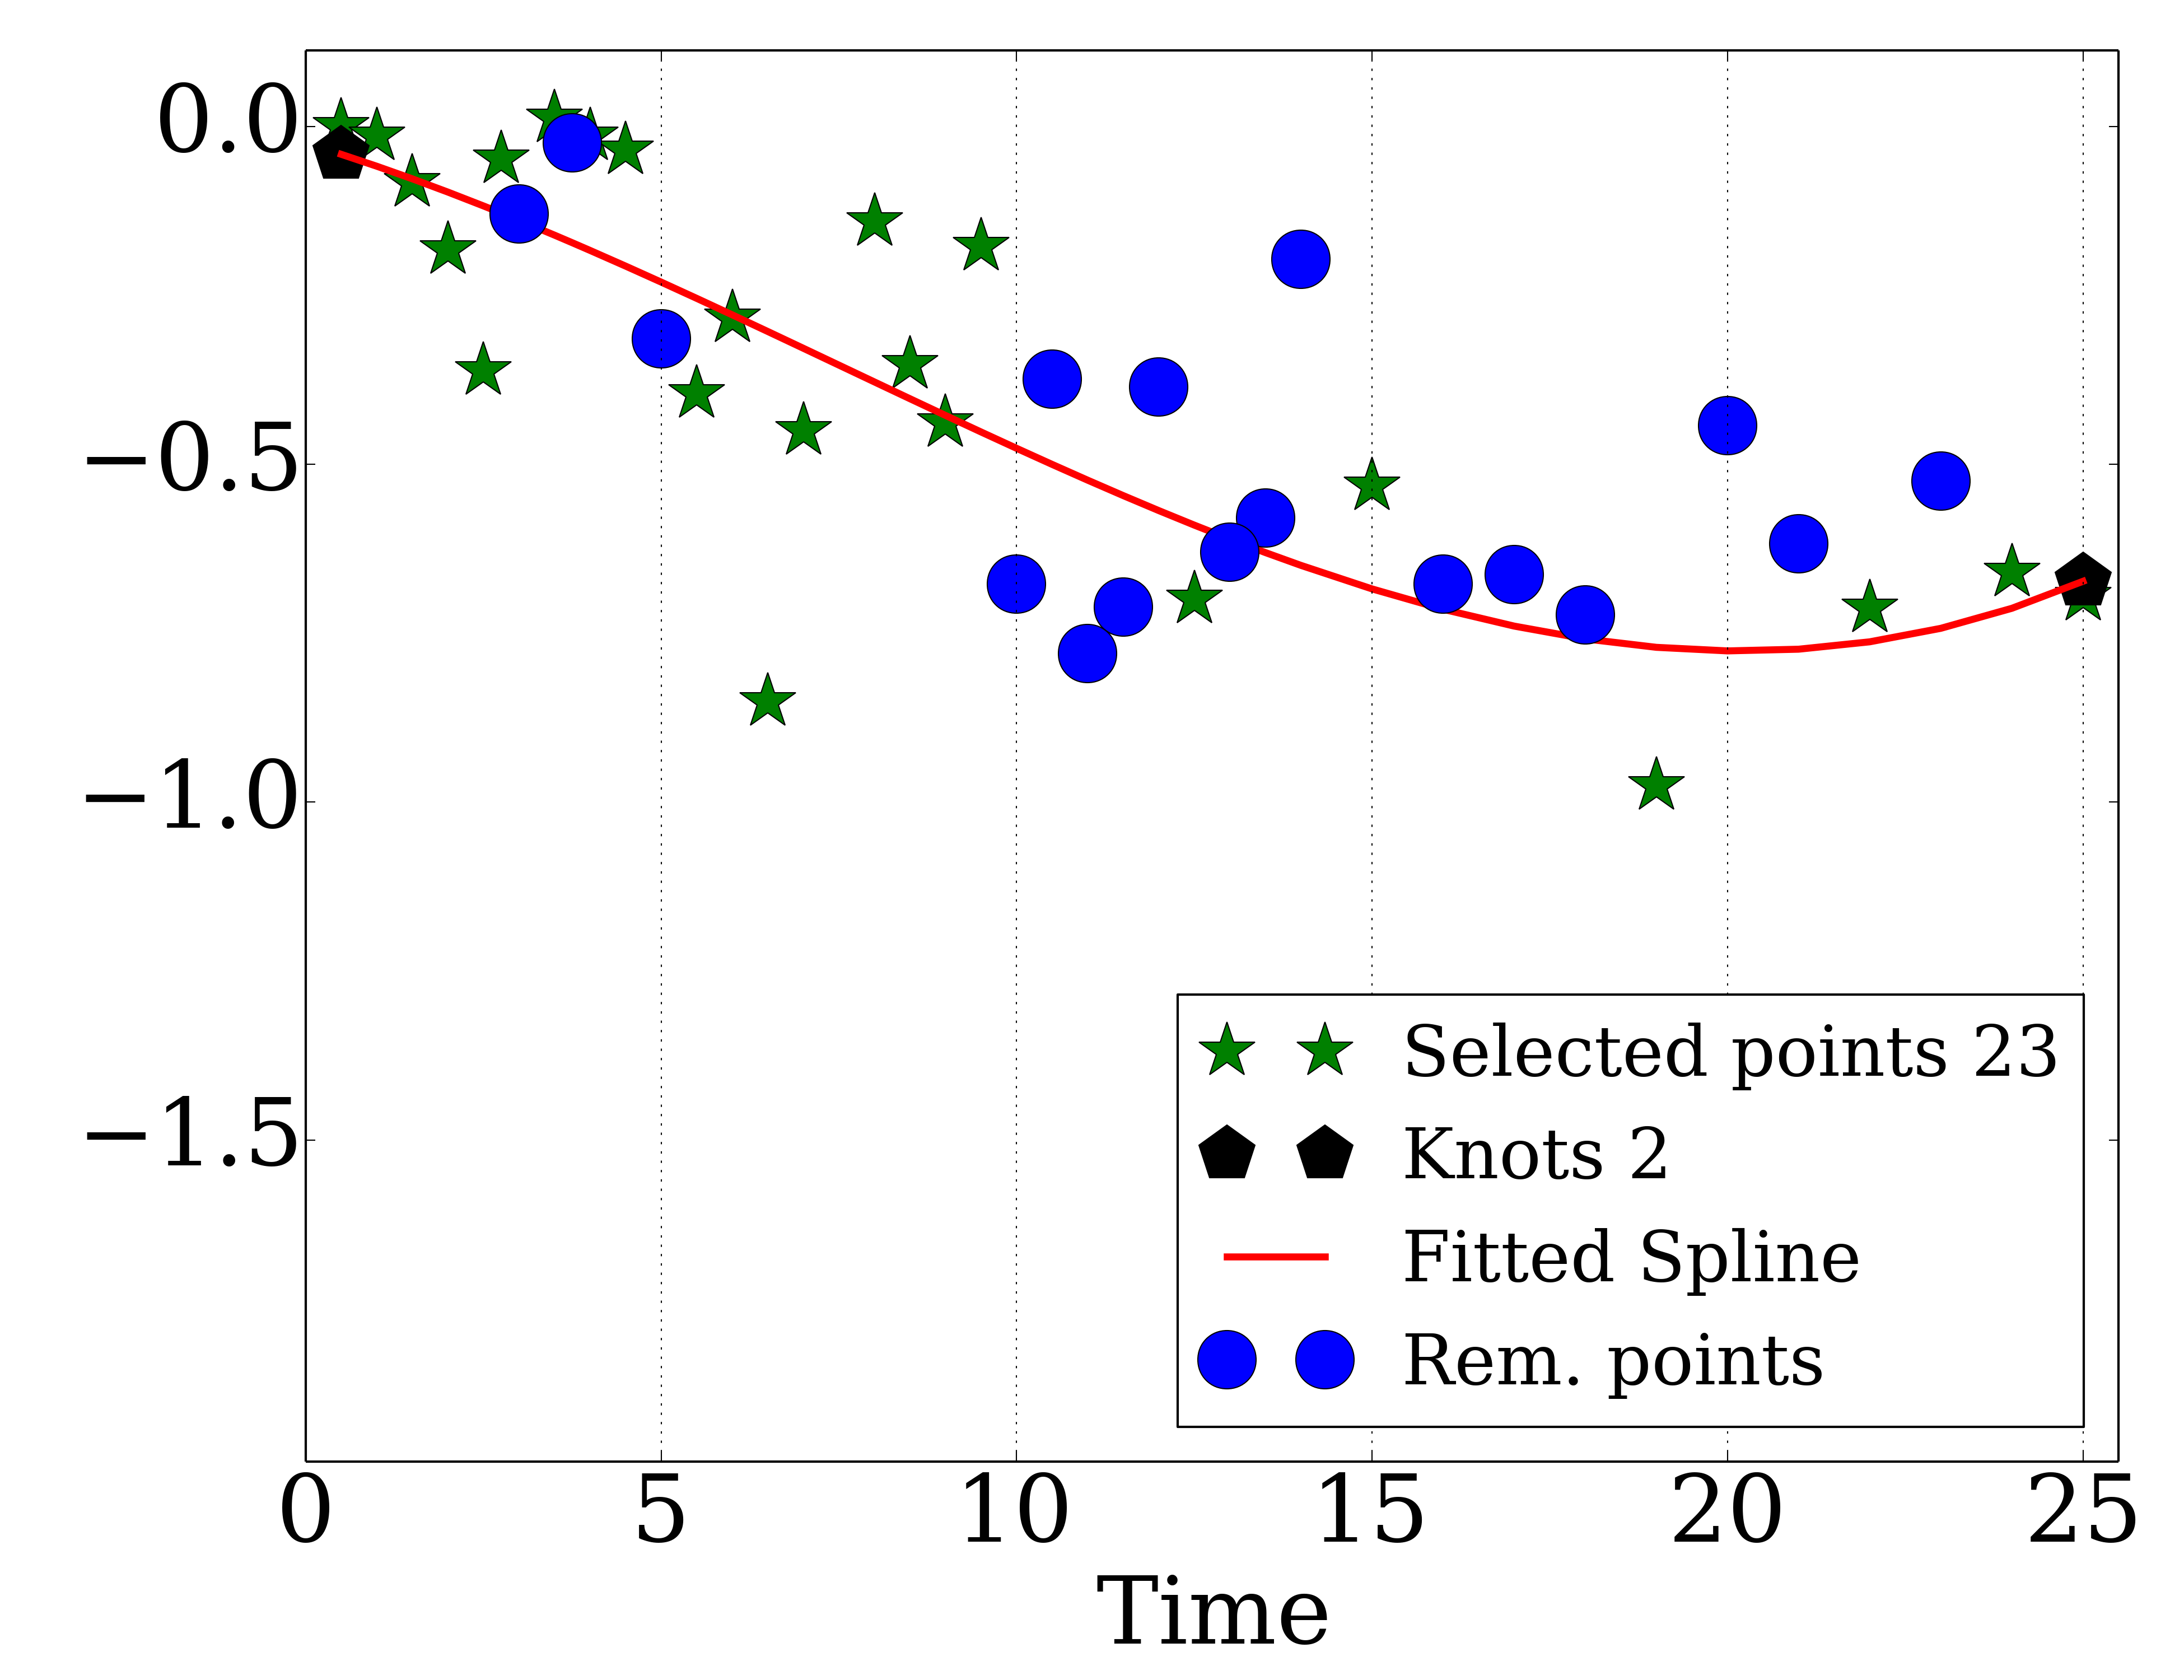 0.0
−0.5
−1.0
−1.5
Selected points 23
Knots 2
Fitted Spline
Rem. points
0 5 10 15 20 25
Time